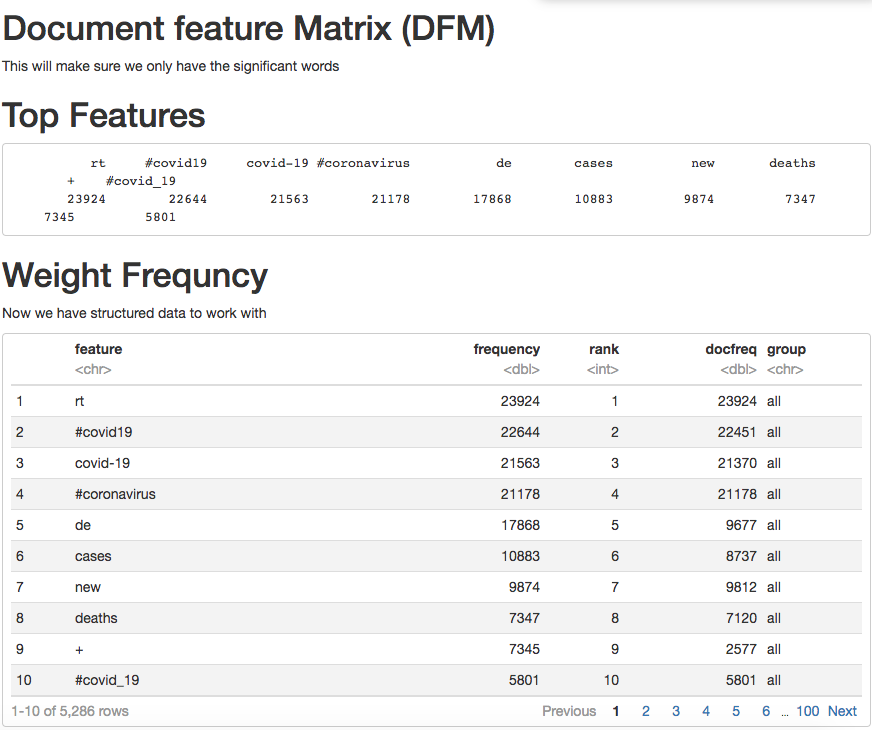 Document feature Matrix (DFM)
This will make sure we only have the significant words
Top Features
rt #covid19 covid-19 #coronavirus de cases new deaths
+ #covid_19
23924 22644 21563 21178 17868 10883 9874 7347
7345 5801
Weight Frequncy
Now we have structured data to work with
feature frequency rank docfreq group
<chr> <dbl> <int> <dbl> <chr>
1 rt 23924 1 23924 all
2 #covid19 22644 2 22451 all
3 covid-19 21563 3 21370 all
4 #coronavirus 21178 4 21178 all
5 de 17868 5 9677 all
6 cases 10883 6 8737 all
7 new 9874 7 9812 all
8 deaths 7347 8 7120 all
9 + 7345 9 2577 all
10 #covid_19 5801 10 5801 all
1-10 of 5,286 rows Previous 1 2 3 4 5 6 ... 100 Next